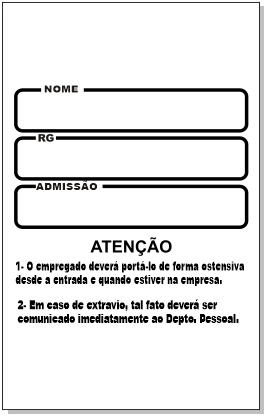 NOME
RG
ADMISSÃO
ATENÇÃO
1- O empregado deverá portá-lo de forma ostensiva
desde a entrada e quando estiver na empresa.
2- Em caso de extravio, tal fato deverá ser
comunicado imediatamente ao Depto. Pessoal.